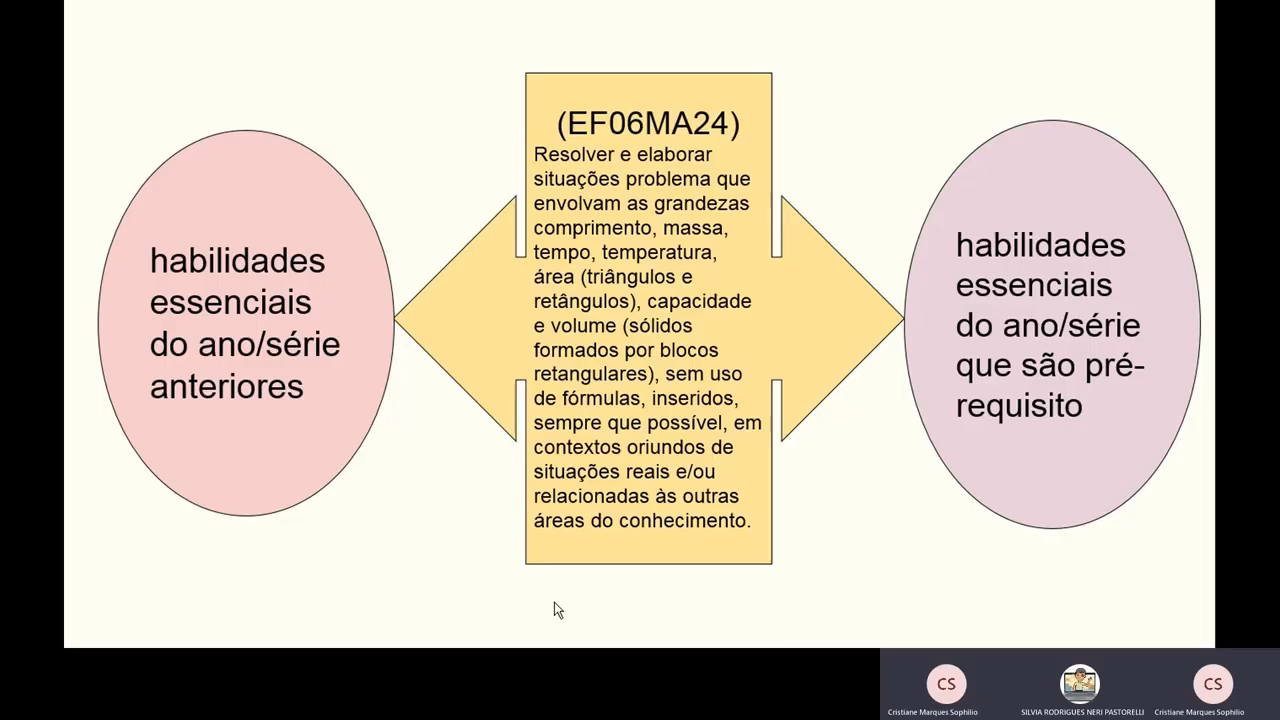 habilidades
essenciais
do ano/série
anteriores
(EF06MA24)
Resolver e elaborar
situações problema que
envolvam as grandezas
comprimento, massa,
tempo, temperatura,
área (triângulos e
retângulos), capacidade
e volume (sólidos
formados por blocos
retangulares), sem uso
de fórmulas, inseridos,
sempre que possível, em
contextos oriundos de
situações reais e/ou
relacionadas às outras
áreas do conhecimento.
habilidades
essenciais
do ano/série
que são pré-
requisito
CS
Cristiane Marques Sophilio
SILVIA RODRIGUES NERI PASTORELLI
CS
Cristiane Marques Sophilio